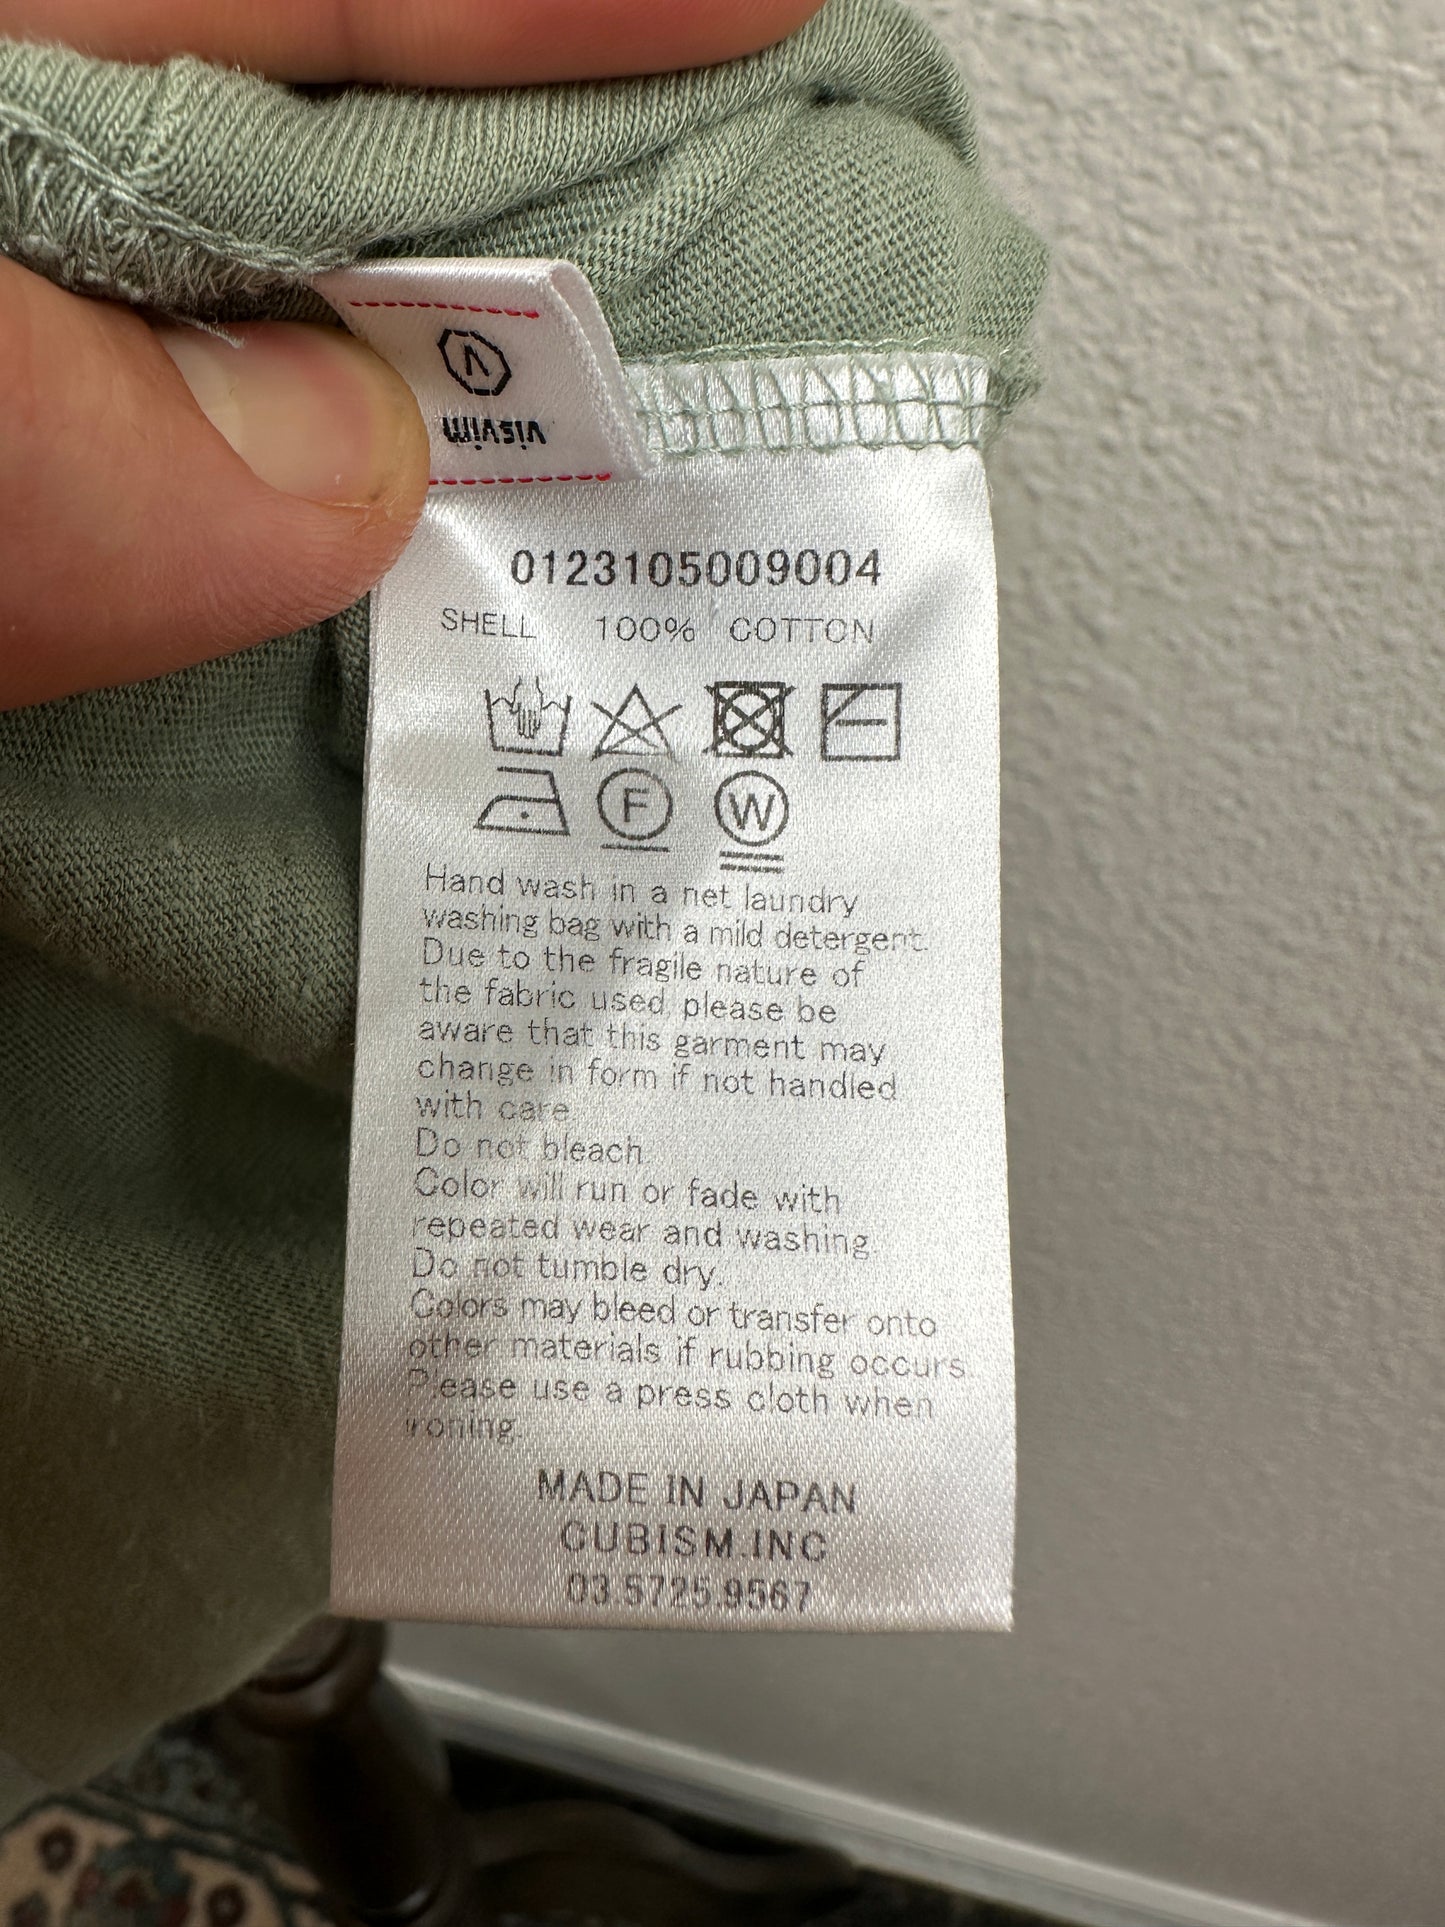 visvim
0123105009004
SHELL 100% COTTON
F W
Hand wash in a net laundry
washing bag with a mild detergent.
Due to the fragile nature of
the fabric used, please be
aware that this garment may
change in form if not handled
with care.
Do not bleach.
Color will run or fade with
repeated wear and washing.
Do not tumble dry.
Colors may bleed or transfer onto
other materials if rubbing occurs.
Please use a press cloth when
ironing.
MADE IN JAPAN
CUBISM.INC
03.5725.9567